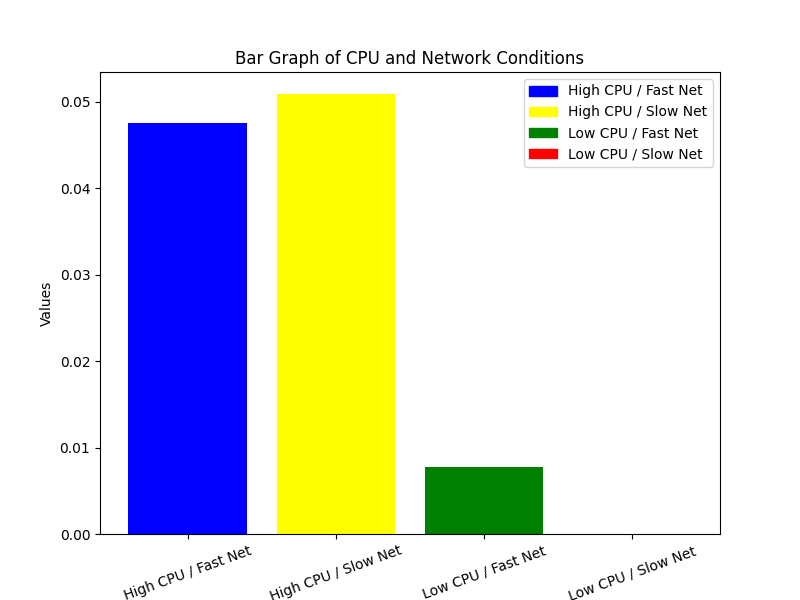 Bar Graph of CPU and Network Conditions
High CPU / Fast Net
High CPU / Slow Net
Low CPU / Fast Net
Low CPU / Slow Net
Values
0.05
0.04
0.03
0.02
0.01
0.00
High CPU / Fast Net
High CPU / Slow Net
Low CPU / Fast Net
Low CPU / Slow Net